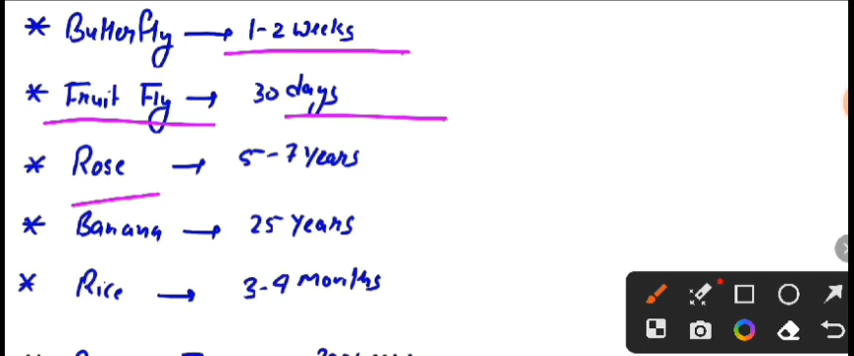 * Butterfly → 1-2 weeks
* Fruit Fly → 30 days
* Rose → 5-7 Years
* Banana → 25 Years
* Rice → 3-4 months